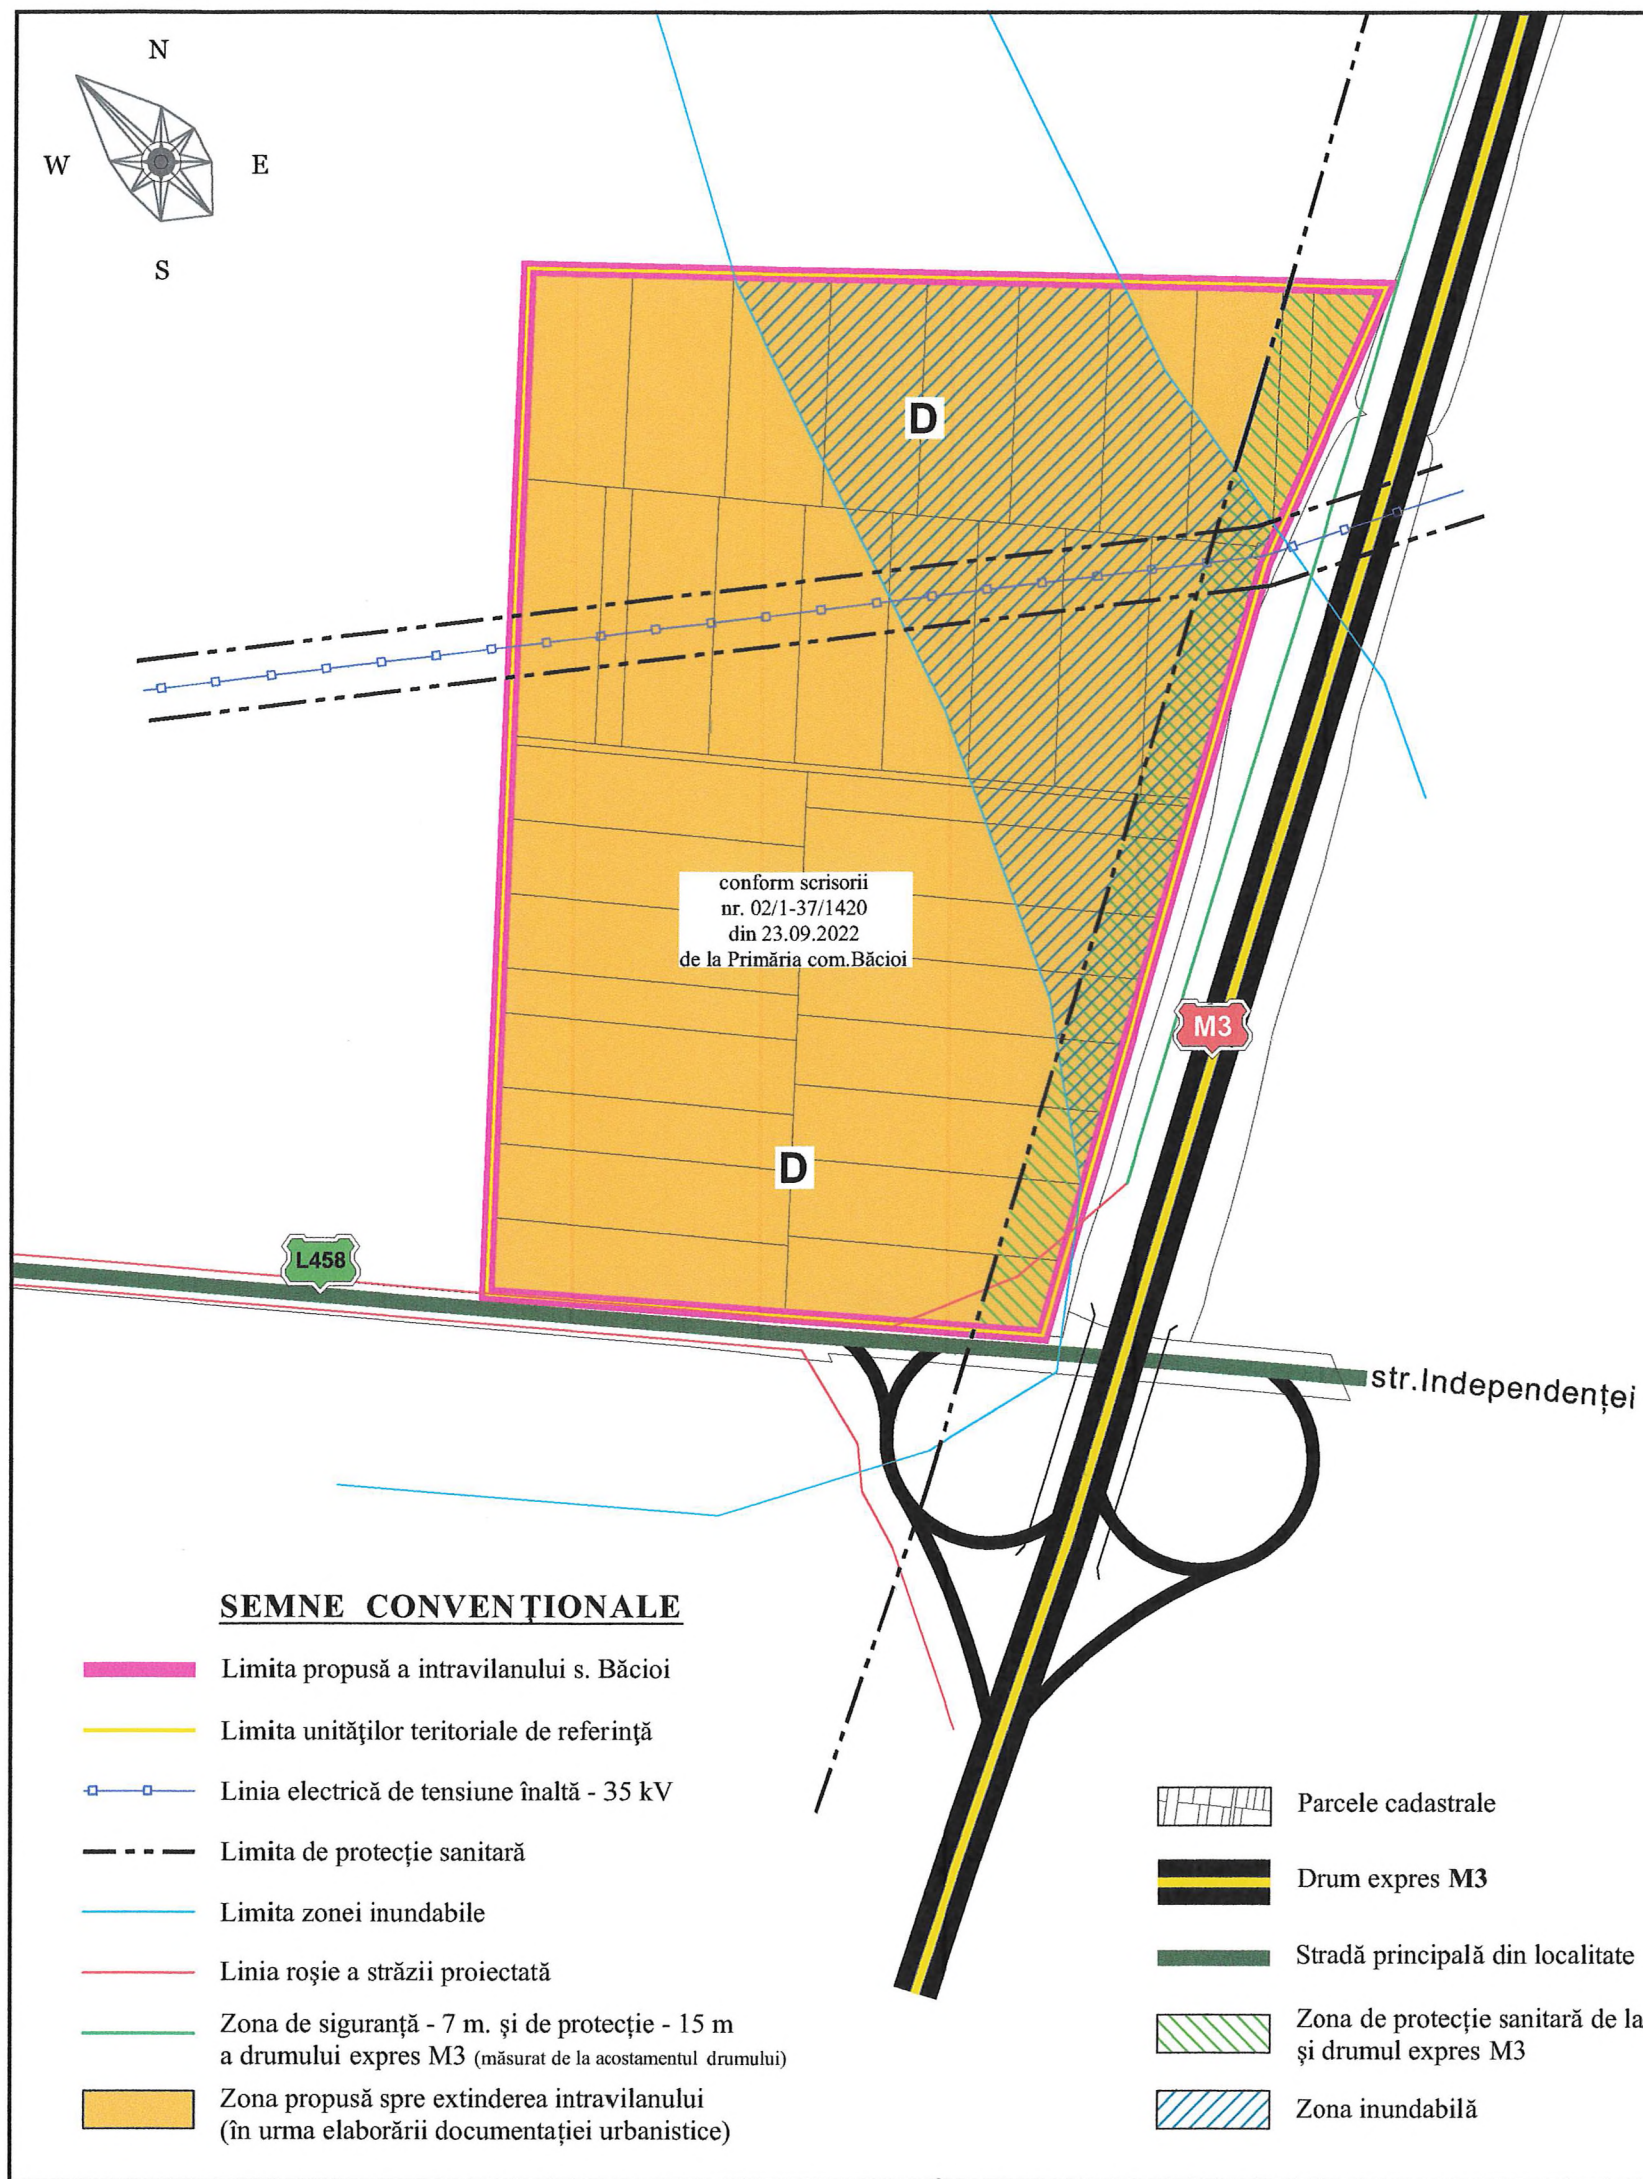 N
W
E
S
D
conform scrisorii
nr. 02/1-37/1420
din 23.09.2022
de la Primăria com.Băcioi
M3
D
L458
str.Independenței
SEMNE CONVENŢIONALE
Limita propusă a intravilanului s. Băcioi
Limita unităţilor teritoriale de referinţă
Linia electrică de tensiune înaltă - 35 kV
Limita de protecție sanitară
Limita zonei inundabile
Linia roşie a străzii proiectată
Zona de siguranță - 7 m. și de protecție - 15 m
a drumului expres M3 (măsurat de la acostamentul drumului)
Zona propusă spre extinderea intravilanului
(în urma elaborării documentației urbanistice)
Parcele cadastrale
Drum expres M3
Stradă principală din localitate
Zona de protecție sanitară de la
și drumul expres M3
Zona inundabilă